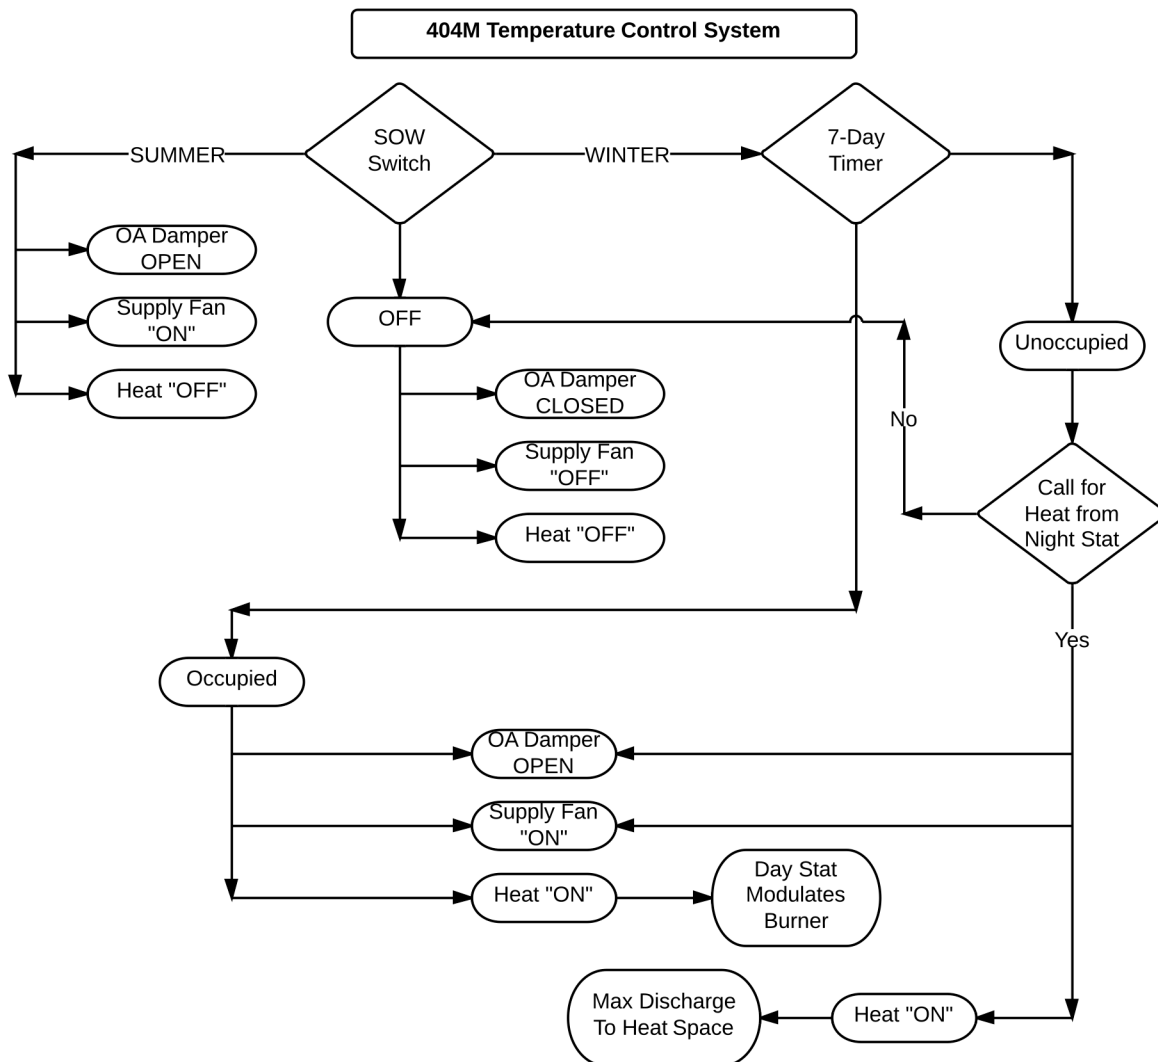 404M Temperature Control System
SOW
Switch
7-Day
Timer
SUMMER
WINTER
OA Damper
OPEN
Supply Fan
"ON"
Heat "OFF"
OFF
OA Damper
CLOSED
Supply Fan
"OFF"
Heat "OFF"
Unoccupied
No
Call for
Heat from
Night Stat
Yes
Occupied
OA Damper
OPEN
Supply Fan
"ON"
Heat "ON"
Day Stat
Modulates
Burner
Max Discharge
To Heat Space
Heat "ON"